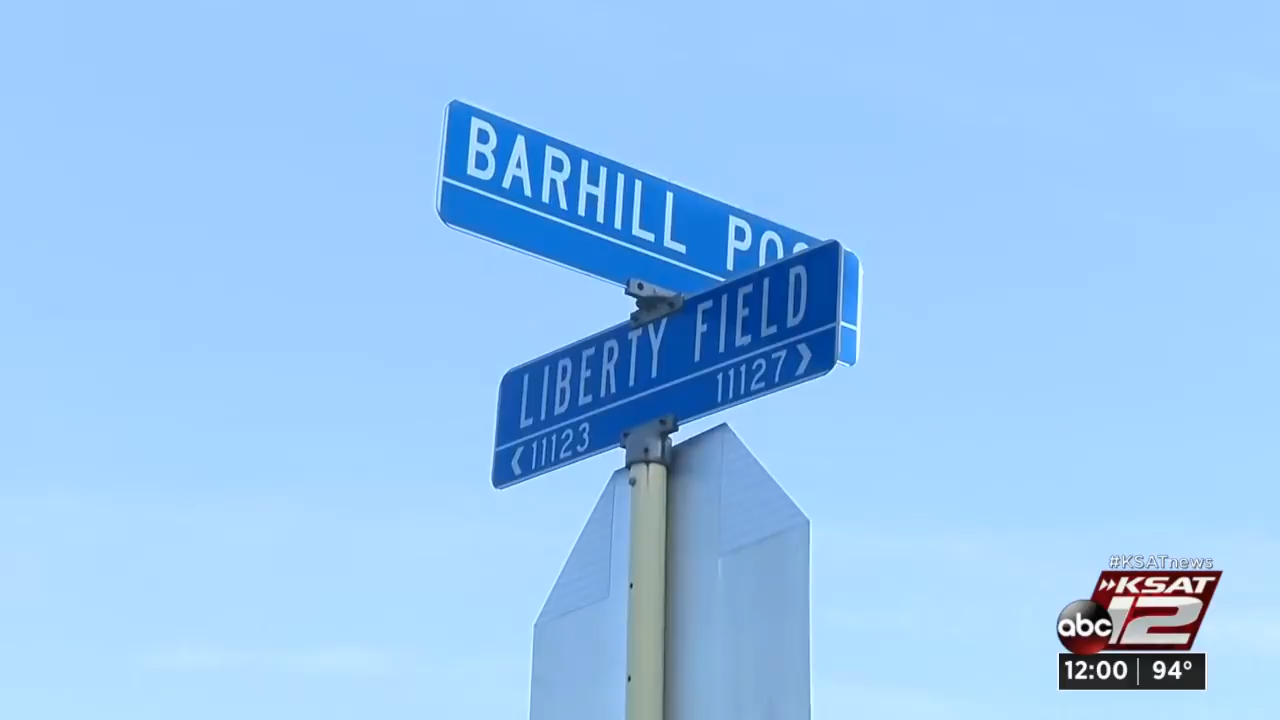 BARHILL
LIBERTY FIELD
11127
11123
#KSATnews
KSAT
12
abc
12:00 94°